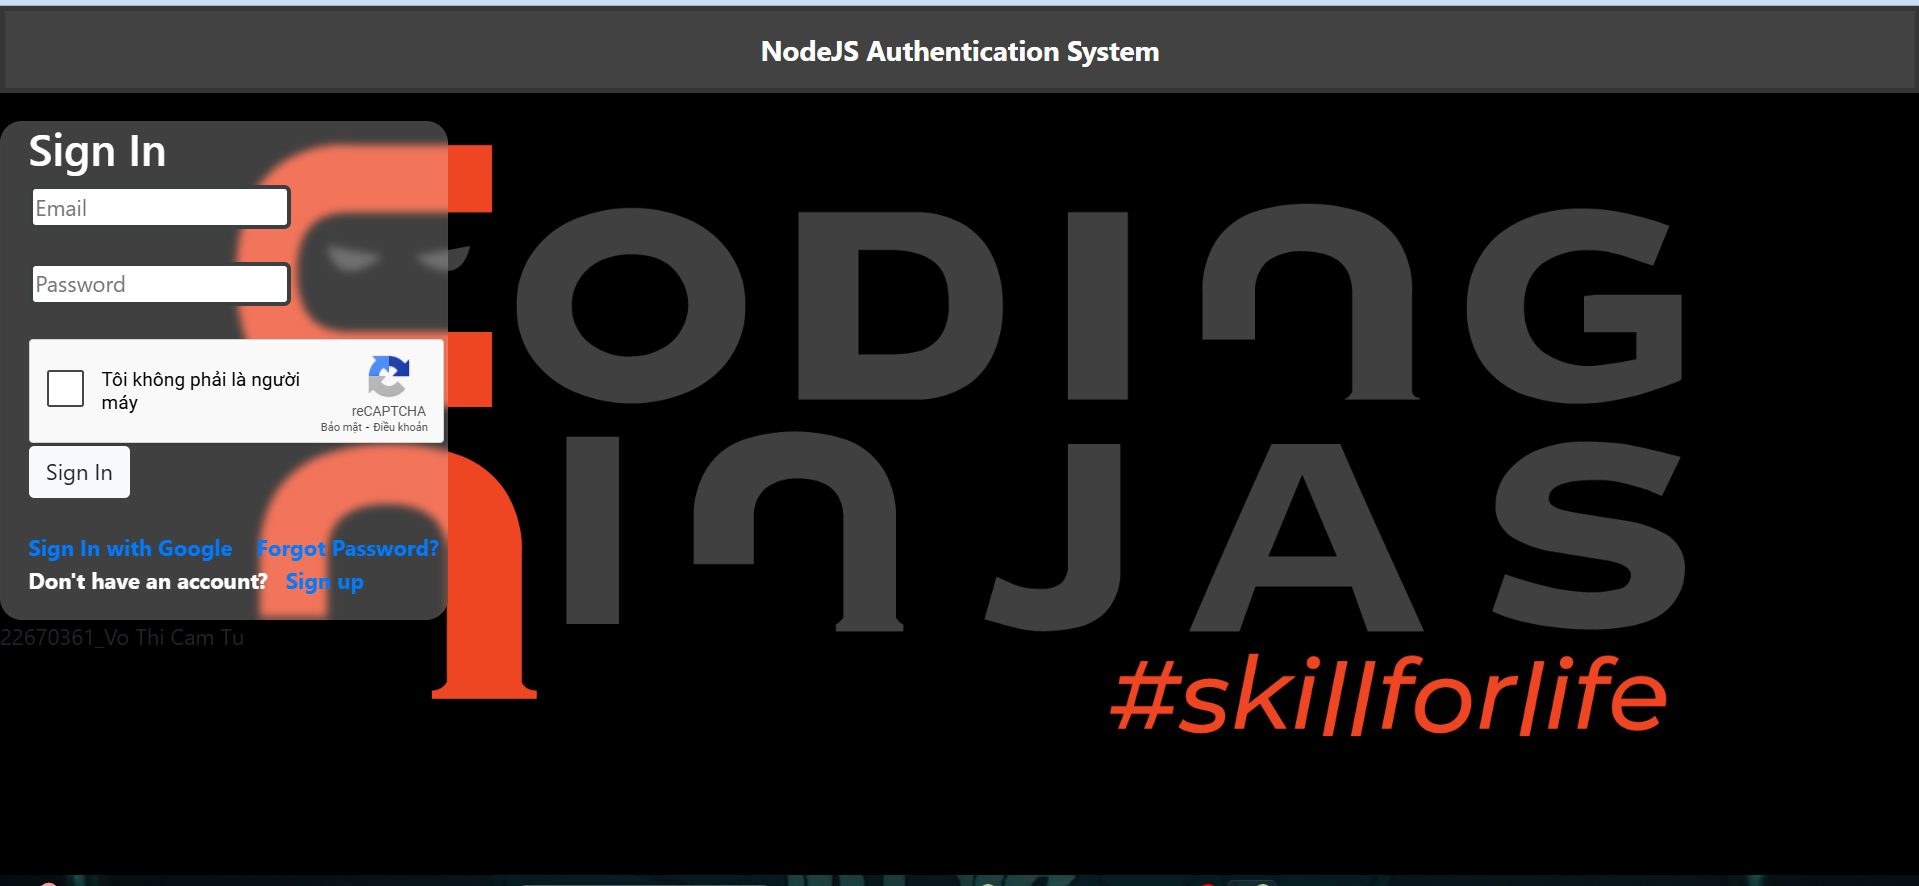 NodeJS Authentication System
Sign In
Email
Password
Tôi không phải là người
máy
reCAPTCHA
Bảo mật - Điều khoản
Sign In
Sign In with Google Forgot Password?
Don't have an account? Sign up
22670361_Vo Thi Cam Tu
CODING
NINJAS
#skillforlife